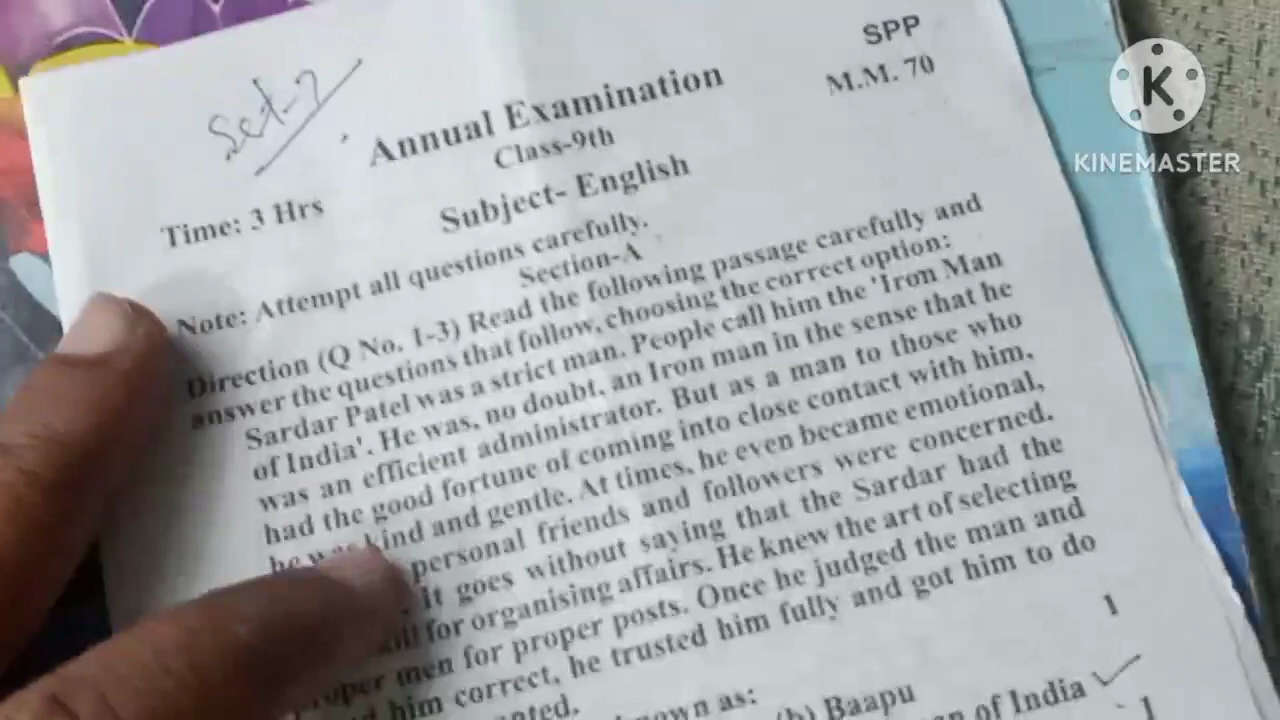 SPP
Set-2
Annual Examination
M.M. 70
Class-9th
Time: 3 Hrs
Subject- English
Note: Attempt all questions carefully.
Section-A
Direction (Q No. 1-3) Read the following passage carefully and
answer the questions that follow, choosing the correct option:
Sardar Patel was a strict man. People call him the 'Iron Man
of India'. He was, no doubt, an Iron man in the sense that he
was an efficient administrator. But as a man to those who
had the good fortune of coming into close contact with him,
he was kind and gentle. At times, he even became emotional,
personal friends and followers were concerned.
it goes without saying that the Sardar had the
for organising affairs. He knew the art of selecting
men for proper posts. Once he judged the man and
him correct, he trusted him fully and got him to do
1
known as:
(b) Baapu
of India
1
K
KINEMASTER